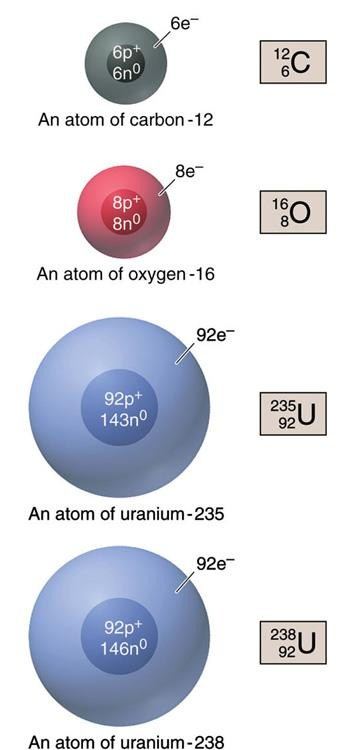 6e⁻
6p⁺
6n⁰
¹²₆C
An atom of carbon-12
8e⁻
8p⁺
8n⁰
¹⁶₈O
An atom of oxygen-16
92e⁻
92p⁺
143n⁰
²³⁵₉₂U
An atom of uranium-235
92e⁻
92p⁺
146n⁰
²³⁸₉₂U
An atom of uranium-238